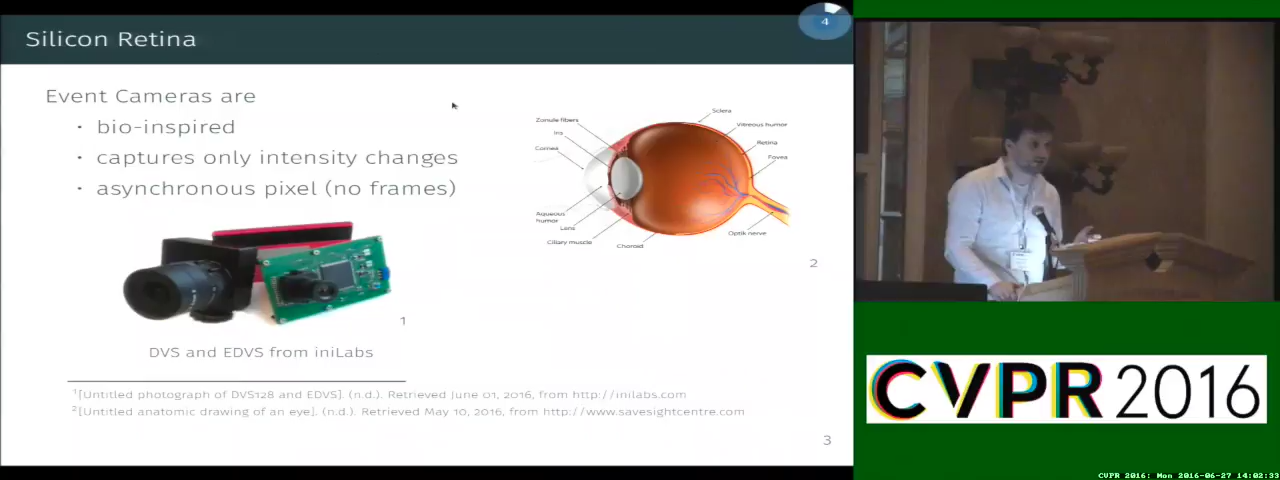 Silicon Retina
4
Event Cameras are
· bio-inspired
· captures only intensity changes
· asynchronous pixel (no frames)
Sclera
Zonule fibers
Vitreous humor
Iris
Retina
Cornea
Fovea
Aqueous
humor
Lens
Optik nerve
Ciliary muscle
Choroid
2
1
DVS and EDVS from iniLabs
1[Untitled photograph of DVS128 and EDVS]. (n.d.). Retrieved June 01, 2016, from http://inilabs.com
2[Untitled anatomic drawing of an eye]. (n.d.). Retrieved May 10, 2016, from http://www.savesightcentre.com
3
CVPR 2016
CVPR 2016: Mon 2016-06-27 14:02:33